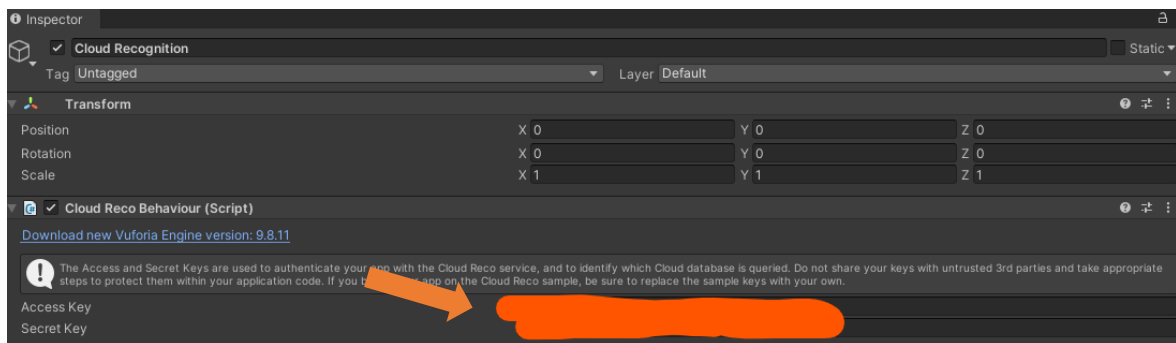 Inspector
Cloud Recognition Static
Tag Untagged Layer Default
Transform
Position X 0 Y 0 Z 0
Rotation X 0 Y 0 Z 0
Scale X 1 Y 1 Z 1
Cloud Reco Behaviour (Script)
Download new Vuforia Engine version: 9.8.11
The Access and Secret Keys are used to authenticate your app with the Cloud Reco service, and to identify which Cloud database is queried. Do not share your keys with untrusted 3rd parties and take appropriate
steps to protect them within your application code. If you app on the Cloud Reco sample, be sure to replace the sample keys with your own.
Access Key
Secret Key